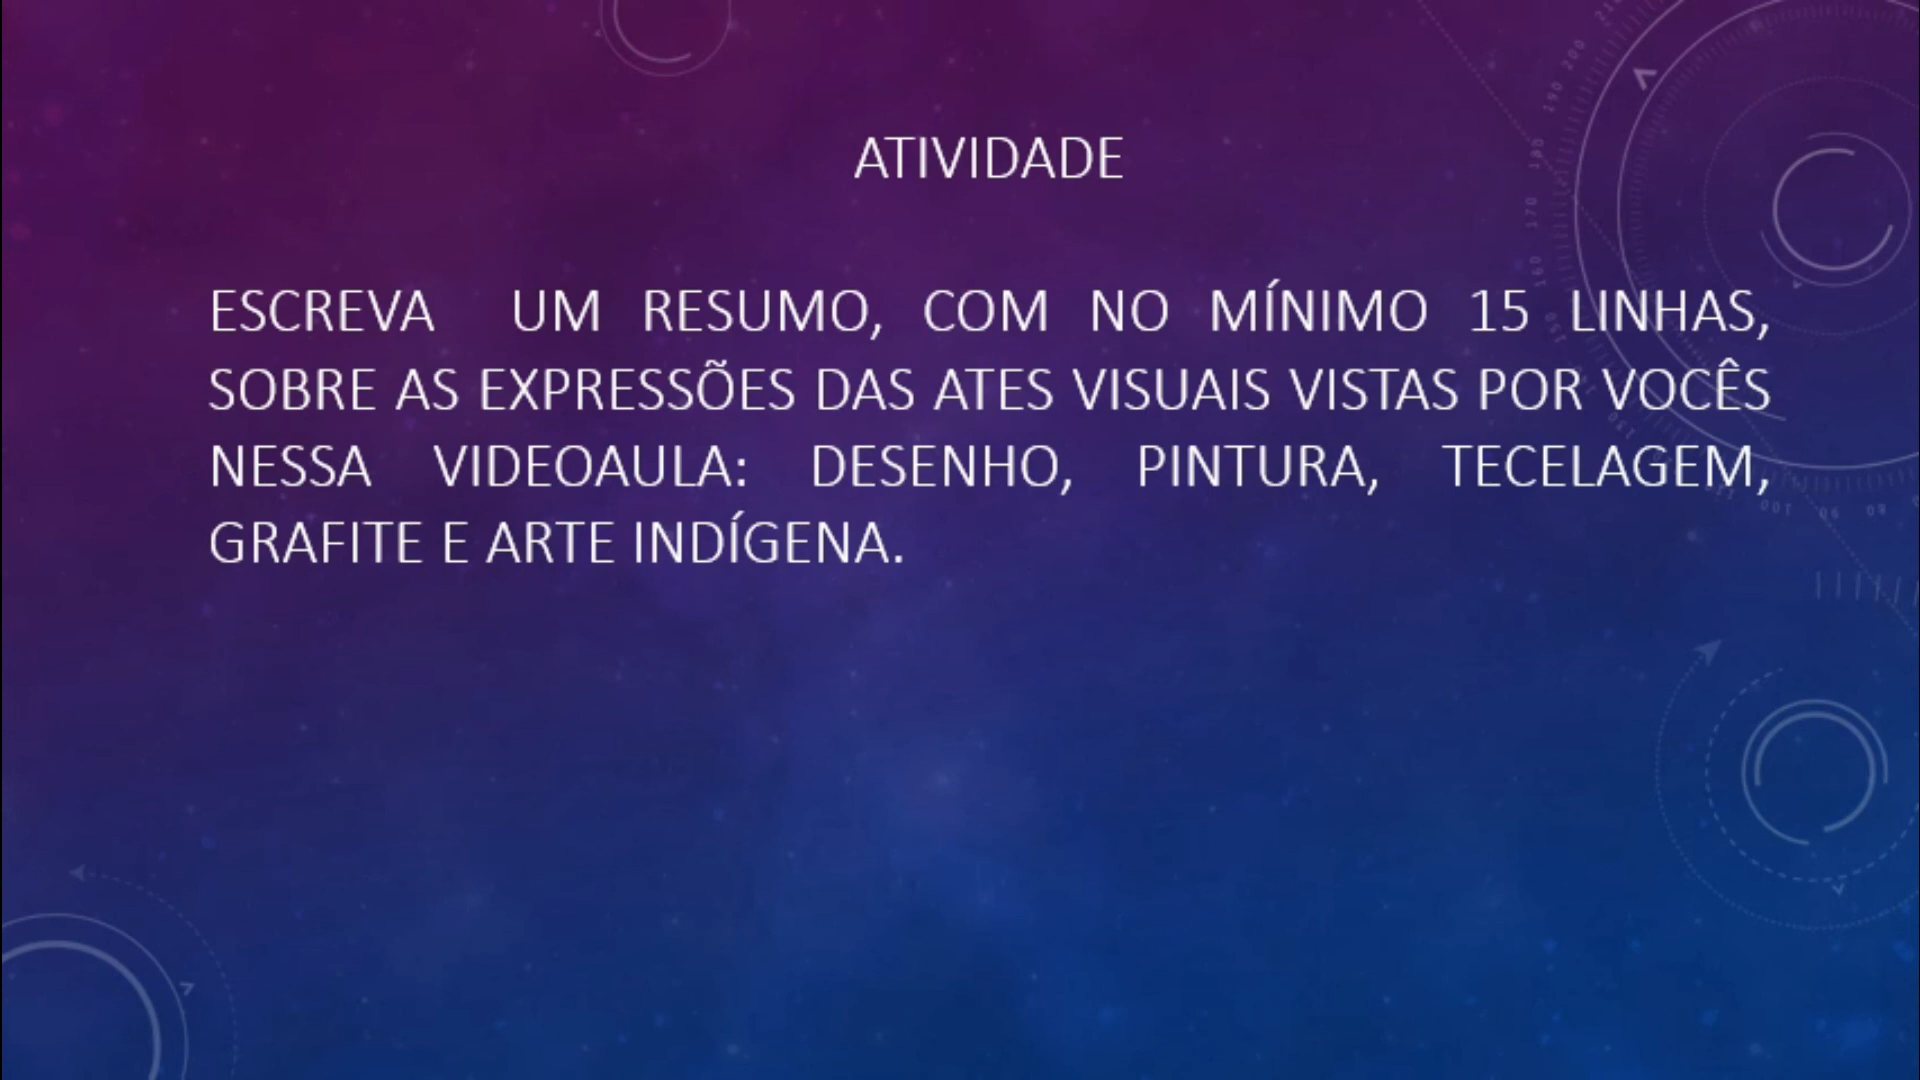 ATIVIDADE
ESCREVA UM RESUMO, COM NO MÍNIMO 15 LINHAS,
SOBRE AS EXPRESSÕES DAS ATES VISUAIS VISTAS POR VOCÊS
NESSA VIDEOAULA: DESENHO, PINTURA, TECELAGEM,
GRAFITE E ARTE INDÍGENA.